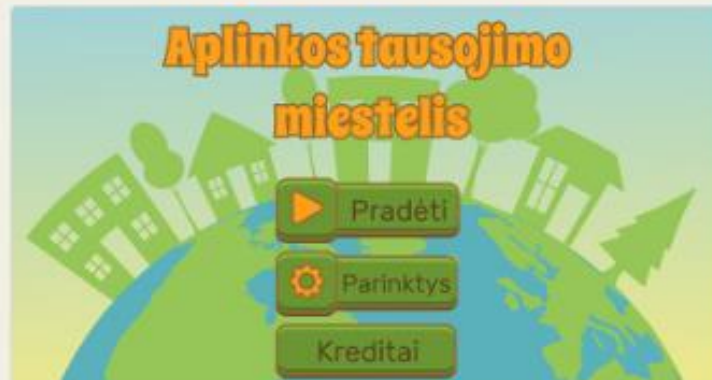 Aplinkos tausojimo
miestelis
Pradėti
Parinktys
Kreditai